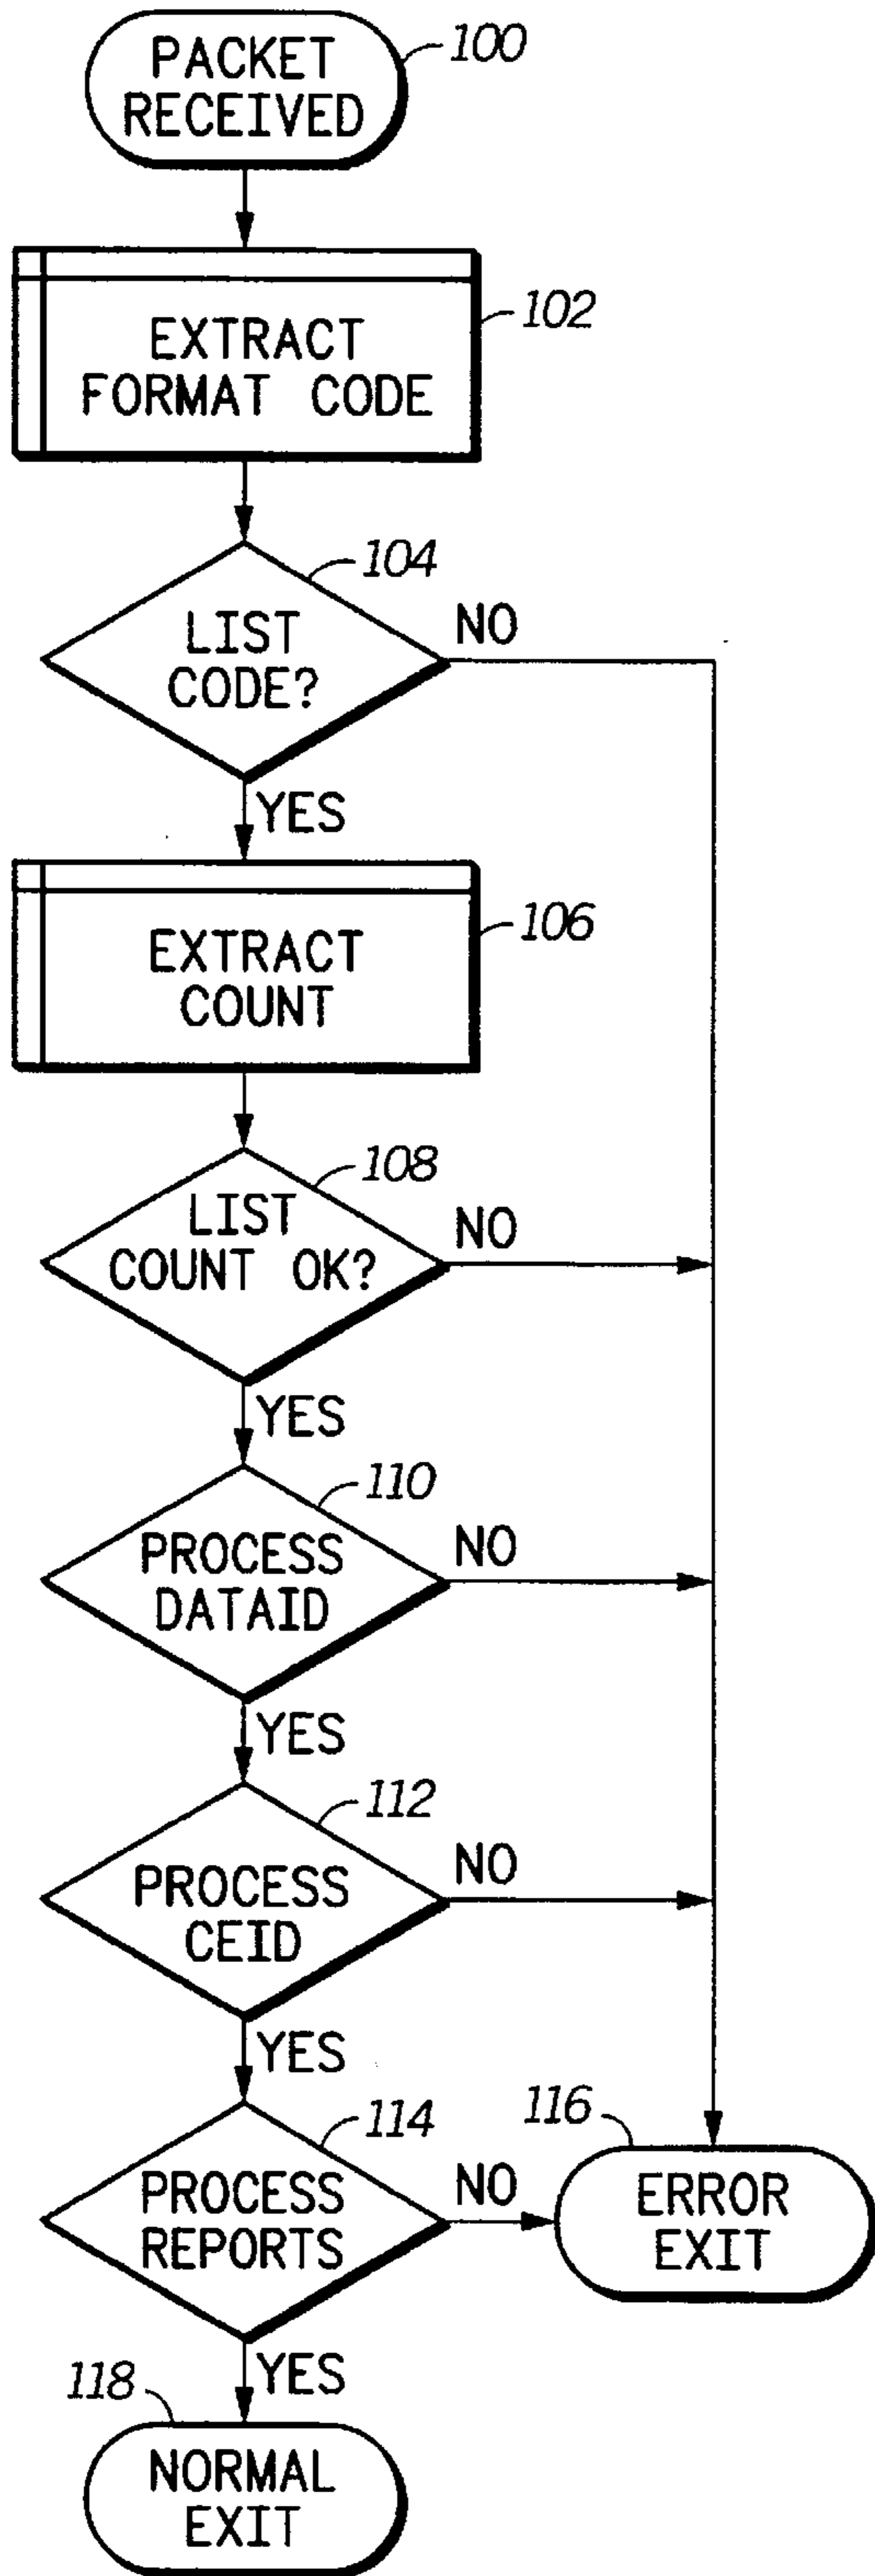 PACKET
RECEIVED
100
EXTRACT
FORMAT CODE
102
LIST
CODE?
104
NO
YES
EXTRACT
COUNT
106
LIST
COUNT OK?
108
NO
YES
PROCESS
DATAID
110
NO
YES
PROCESS
CEID
112
NO
YES
PROCESS
REPORTS
114
NO
116
ERROR
EXIT
YES
118
NORMAL
EXIT